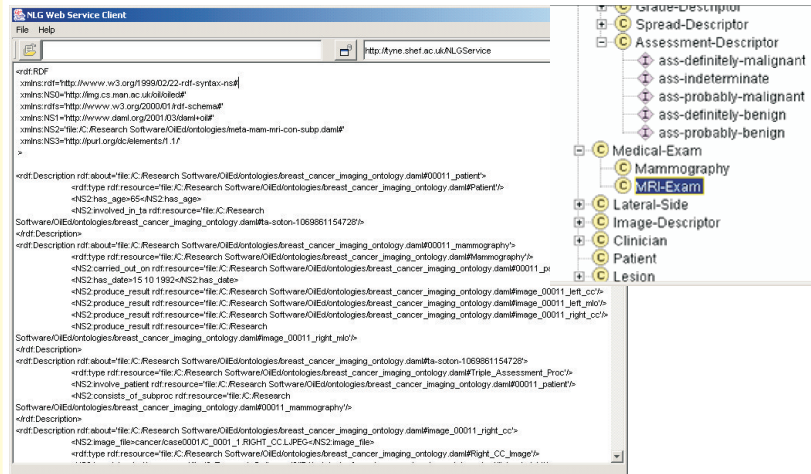 NLG Web Service Client
File Help
http://tyne.shef.ac.uk/NLGService
<rdf:RDF
xmlns:rdf='http://www.w3.org/1999/02/22-rdf-syntax-ns#
xmlns:NS0='http://img.cs.man.ac.uk/oil/oiled#'
xmlns:rdfs='http://www.w3.org/2000/01/rdf-schema#'
xmlns:NS1='http://www.daml.org/2001/03/daml+oil#'
xmlns:NS2='file:/C:/Research Software/OilEd/ontologies/meta-mam-mri-con-subp.daml#'
xmlns:NS3='http://purl.org/dc/elements/1.1/'
>
<rdf:Description rdf:about='file:/C:/Research Software/OilEd/ontologies/breast_cancer_imaging_ontology.daml#00011_patient'>
<rdf:type rdf:resource='file:/C:/Research Software/OilEd/ontologies/breast_cancer_imaging_ontology.daml#Patient'/>
<NS2:has_age>65</NS2:has_age>
<NS2:involved_in_ta rdf:resource='file:/C:/Research
Software/OilEd/ontologies/breast_cancer_imaging_ontology.daml#ta-soton-1069861154728'/>
</rdf:Description>
<rdf:Description rdf:about='file:/C:/Research Software/OilEd/ontologies/breast_cancer_imaging_ontology.daml#00011_mammography'>
<rdf:type rdf:resource='file:/C:/Research Software/OilEd/ontologies/breast_cancer_imaging_ontology.daml#Mammography'/>
<NS2:carried_out_on rdf:resource='file:/C:/Research Software/OilEd/ontologies/breast_cancer_imaging_ontology.daml#00011_pa
<NS2:has_date>15 10 1992</NS2:has_date>
<NS2:produce_result rdf:resource='file:/C:/Research Software/OilEd/ontologies/breast_cancer_imaging_ontology.daml#image_00011_left_cc'/>
<NS2:produce_result rdf:resource='file:/C:/Research Software/OilEd/ontologies/breast_cancer_imaging_ontology.daml#image_00011_left_mlo'/>
<NS2:produce_result rdf:resource='file:/C:/Research Software/OilEd/ontologies/breast_cancer_imaging_ontology.daml#image_00011_right_cc'/>
<NS2:produce_result rdf:resource='file:/C:/Research
Software/OilEd/ontologies/breast_cancer_imaging_ontology.daml#image_00011_right_mlo'/>
</rdf:Description>
<rdf:Description rdf:about='file:/C:/Research Software/OilEd/ontologies/breast_cancer_imaging_ontology.daml#ta-soton-1069861154728'>
<rdf:type rdf:resource='file:/C:/Research Software/OilEd/ontologies/breast_cancer_imaging_ontology.daml#Triple_Assessment_Proc'/>
<NS2:involve_patient rdf:resource='file:/C:/Research Software/OilEd/ontologies/breast_cancer_imaging_ontology.daml#00011_patient'/>
<NS2:consists_of_subproc rdf:resource='file:/C:/Research
Software/OilEd/ontologies/breast_cancer_imaging_ontology.daml#00011_mammography'/>
</rdf:Description>
<rdf:Description rdf:about='file:/C:/Research Software/OilEd/ontologies/breast_cancer_imaging_ontology.daml#image_00011_right_cc'>
<NS2:image_file>cancer/case0001/C_0001_1.RIGHT_CC.LJPEG</NS2:image_file>
<rdf:type rdf:resource='file:/C:/Research Software/OilEd/ontologies/breast_cancer_imaging_ontology.daml#Right_CC_Image'/>
Grade-Descriptor
Spread-Descriptor
Assessment-Descriptor
ass-definitely-malignant
ass-indeterminate
ass-probably-malignant
ass-definitely-benign
ass-probably-benign
Medical-Exam
Mammography
MRI-Exam
Lateral-Side
Image-Descriptor
Clinician
Patient
Lesion